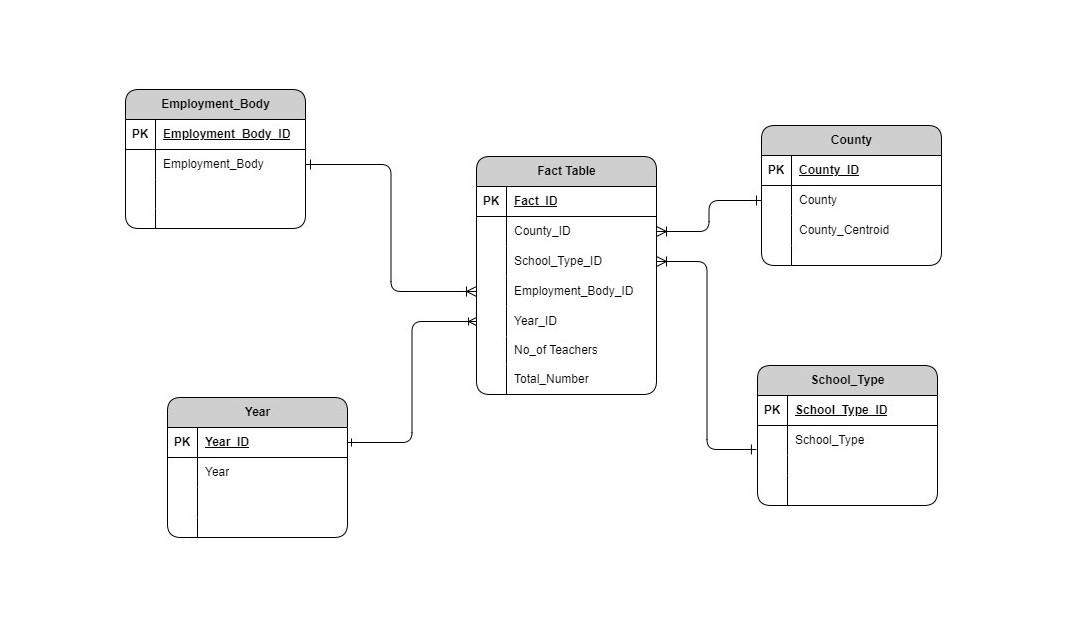 Employment_Body
PK Employment_Body_ID
Employment_Body
Fact Table
PK Fact_ID
County_ID
School_Type_ID
Employment_Body_ID
Year_ID
No_of Teachers
Total_Number
County
PK County_ID
County
County_Centroid
Year
PK Year_ID
Year
School_Type
PK School_Type_ID
School_Type